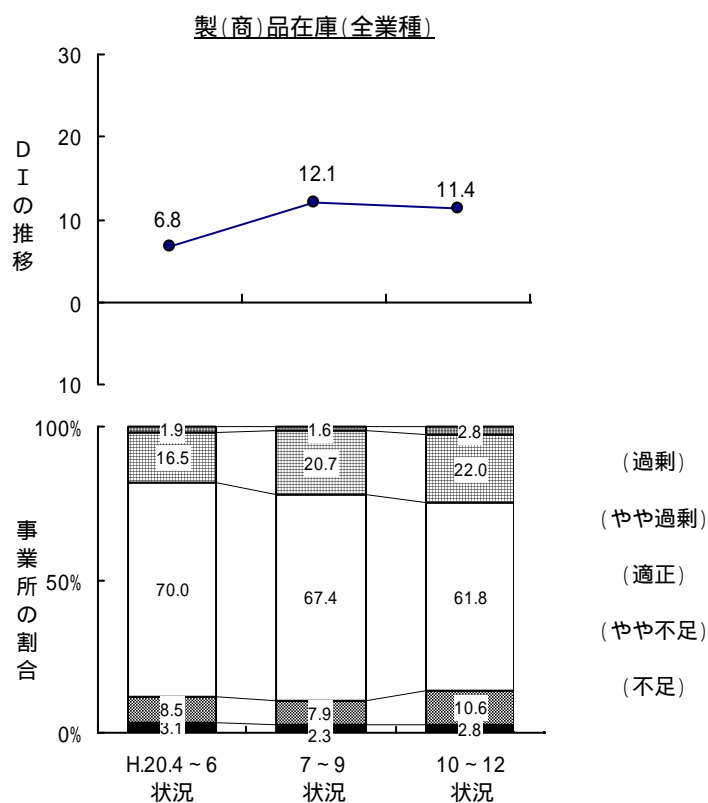 製(商)品在庫(全業種)
30
20
10
0
10
DIの推移
6.8
12.1
11.4
100%
50%
0%
事業所の割合
1.9
1.6
2.8
16.5
20.7
22.0
70.0
67.4
61.8
8.5
7.9
10.6
3.1
2.3
2.8
(過剰)
(やや過剰)
(適正)
(やや不足)
(不足)
H.20.4~6
状況
7~9
状況
10~12
状況